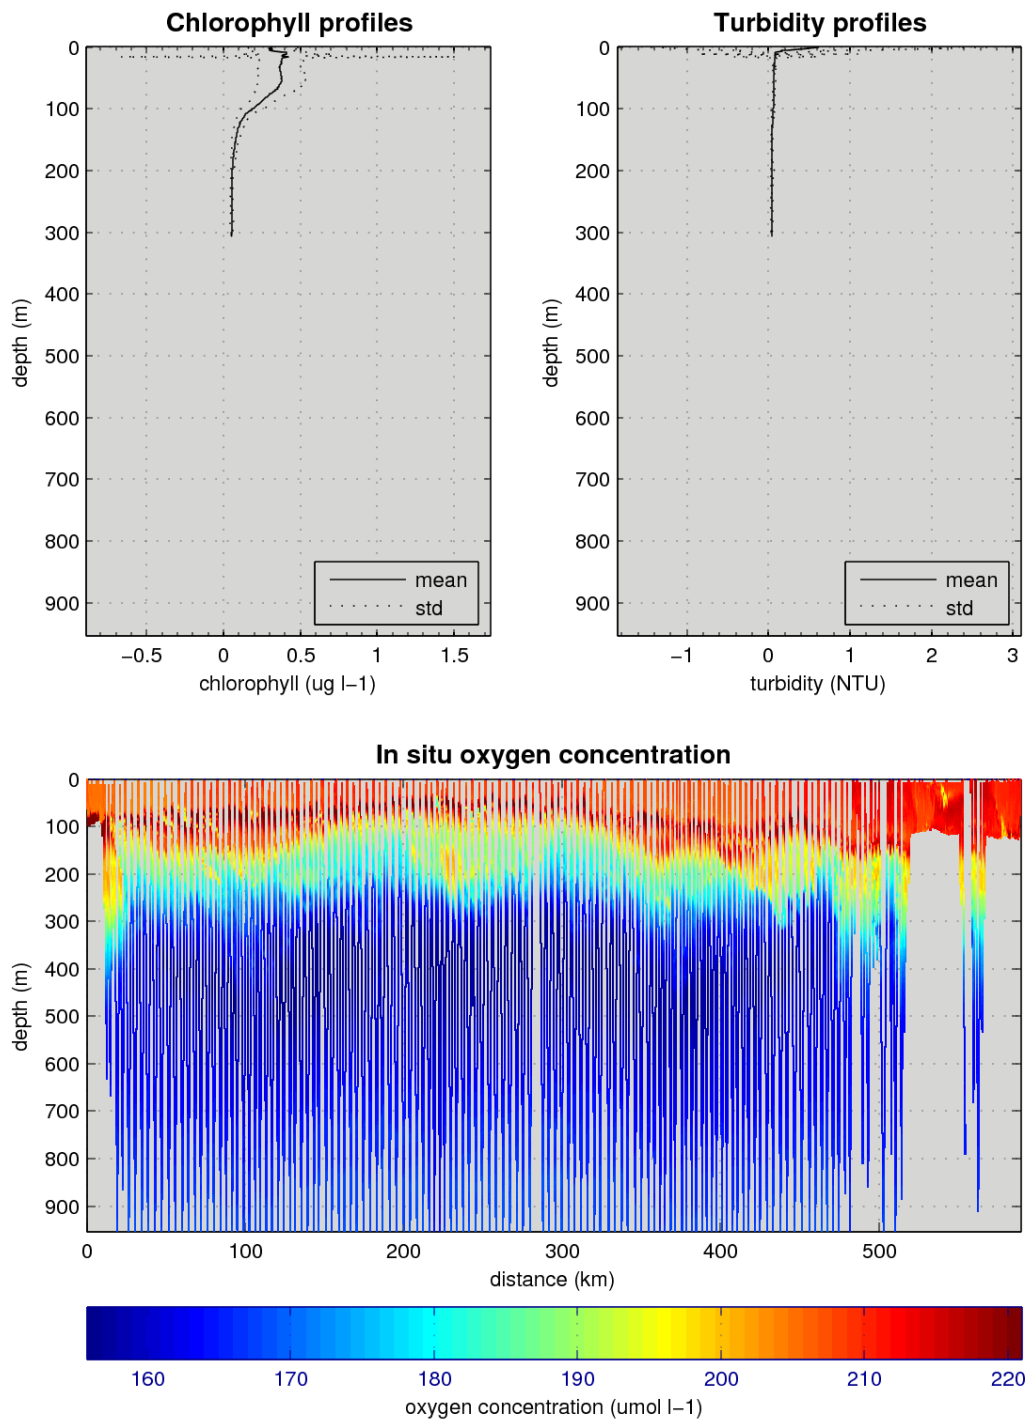 Chlorophyll profiles
0
100
200
300
400
500
600
700
800
900
depth (m)
mean
std
−0.5 0 0.5 1 1.5
chlorophyll (ug l−1)
Turbidity profiles
0
100
200
300
400
500
600
700
800
900
depth (m)
mean
std
−1 0 1 2 3
turbidity (NTU)
In situ oxygen concentration
0
100
200
300
400
500
600
700
800
900
depth (m)
0 100 200 300 400 500
distance (km)
160 170 180 190 200 210 220
oxygen concentration (umol l−1)